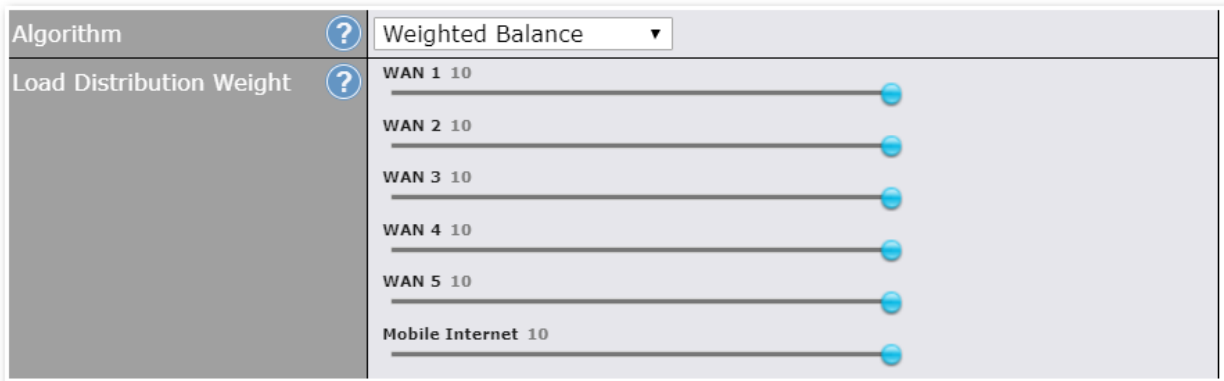 Algorithm ? Weighted Balance
Load Distribution Weight ?
WAN 1 10
WAN 2 10
WAN 3 10
WAN 4 10
WAN 5 10
Mobile Internet 10